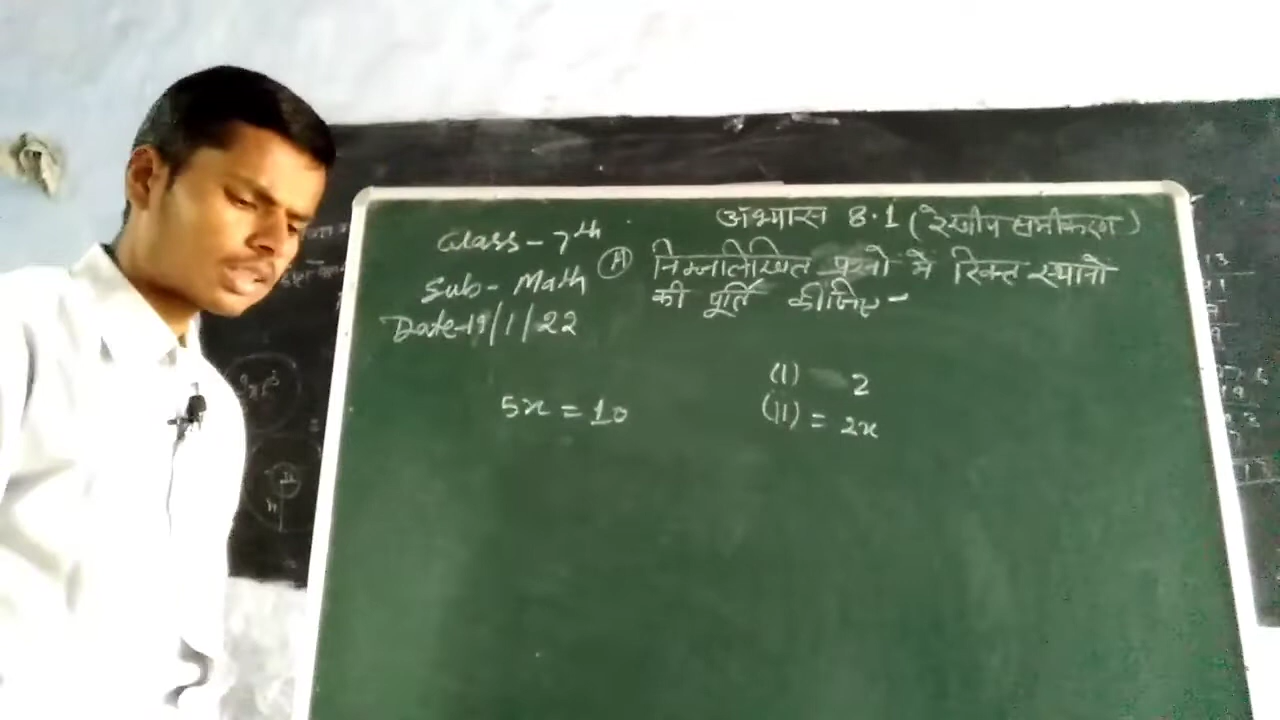 Class - 7th
Sub - Math
Date-19/1/22
अभ्यास 8.1 (रेखीय समीकरण)
(A) निम्नलिखित प्रश्नो में रिक्त स्थानो
की पूर्ति कीजिए -
5x = 10
(I) 2
(II) = 2x